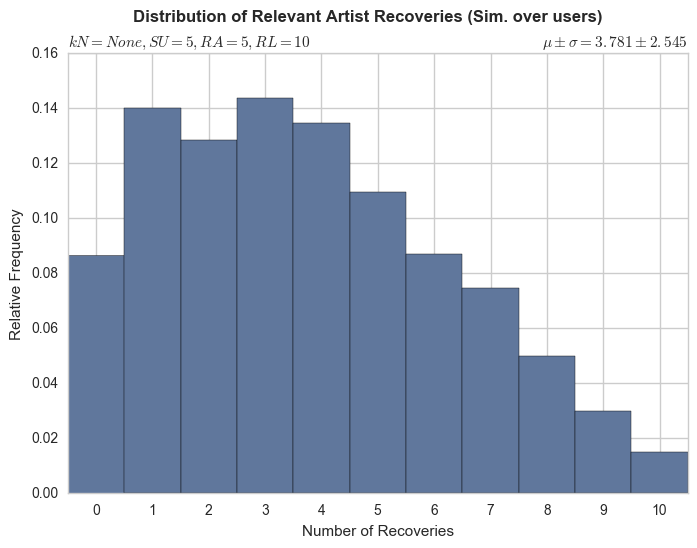 Distribution of Relevant Artist Recoveries (Sim. over users)
kN = None, SU = 5, RA = 5, RL = 10
μ ± σ = 3.781 ± 2.545
0.16
0.14
0.12
0.10
0.08
0.06
0.04
0.02
0.00
Relative Frequency
0 1 2 3 4 5 6 7 8 9 10
Number of Recoveries